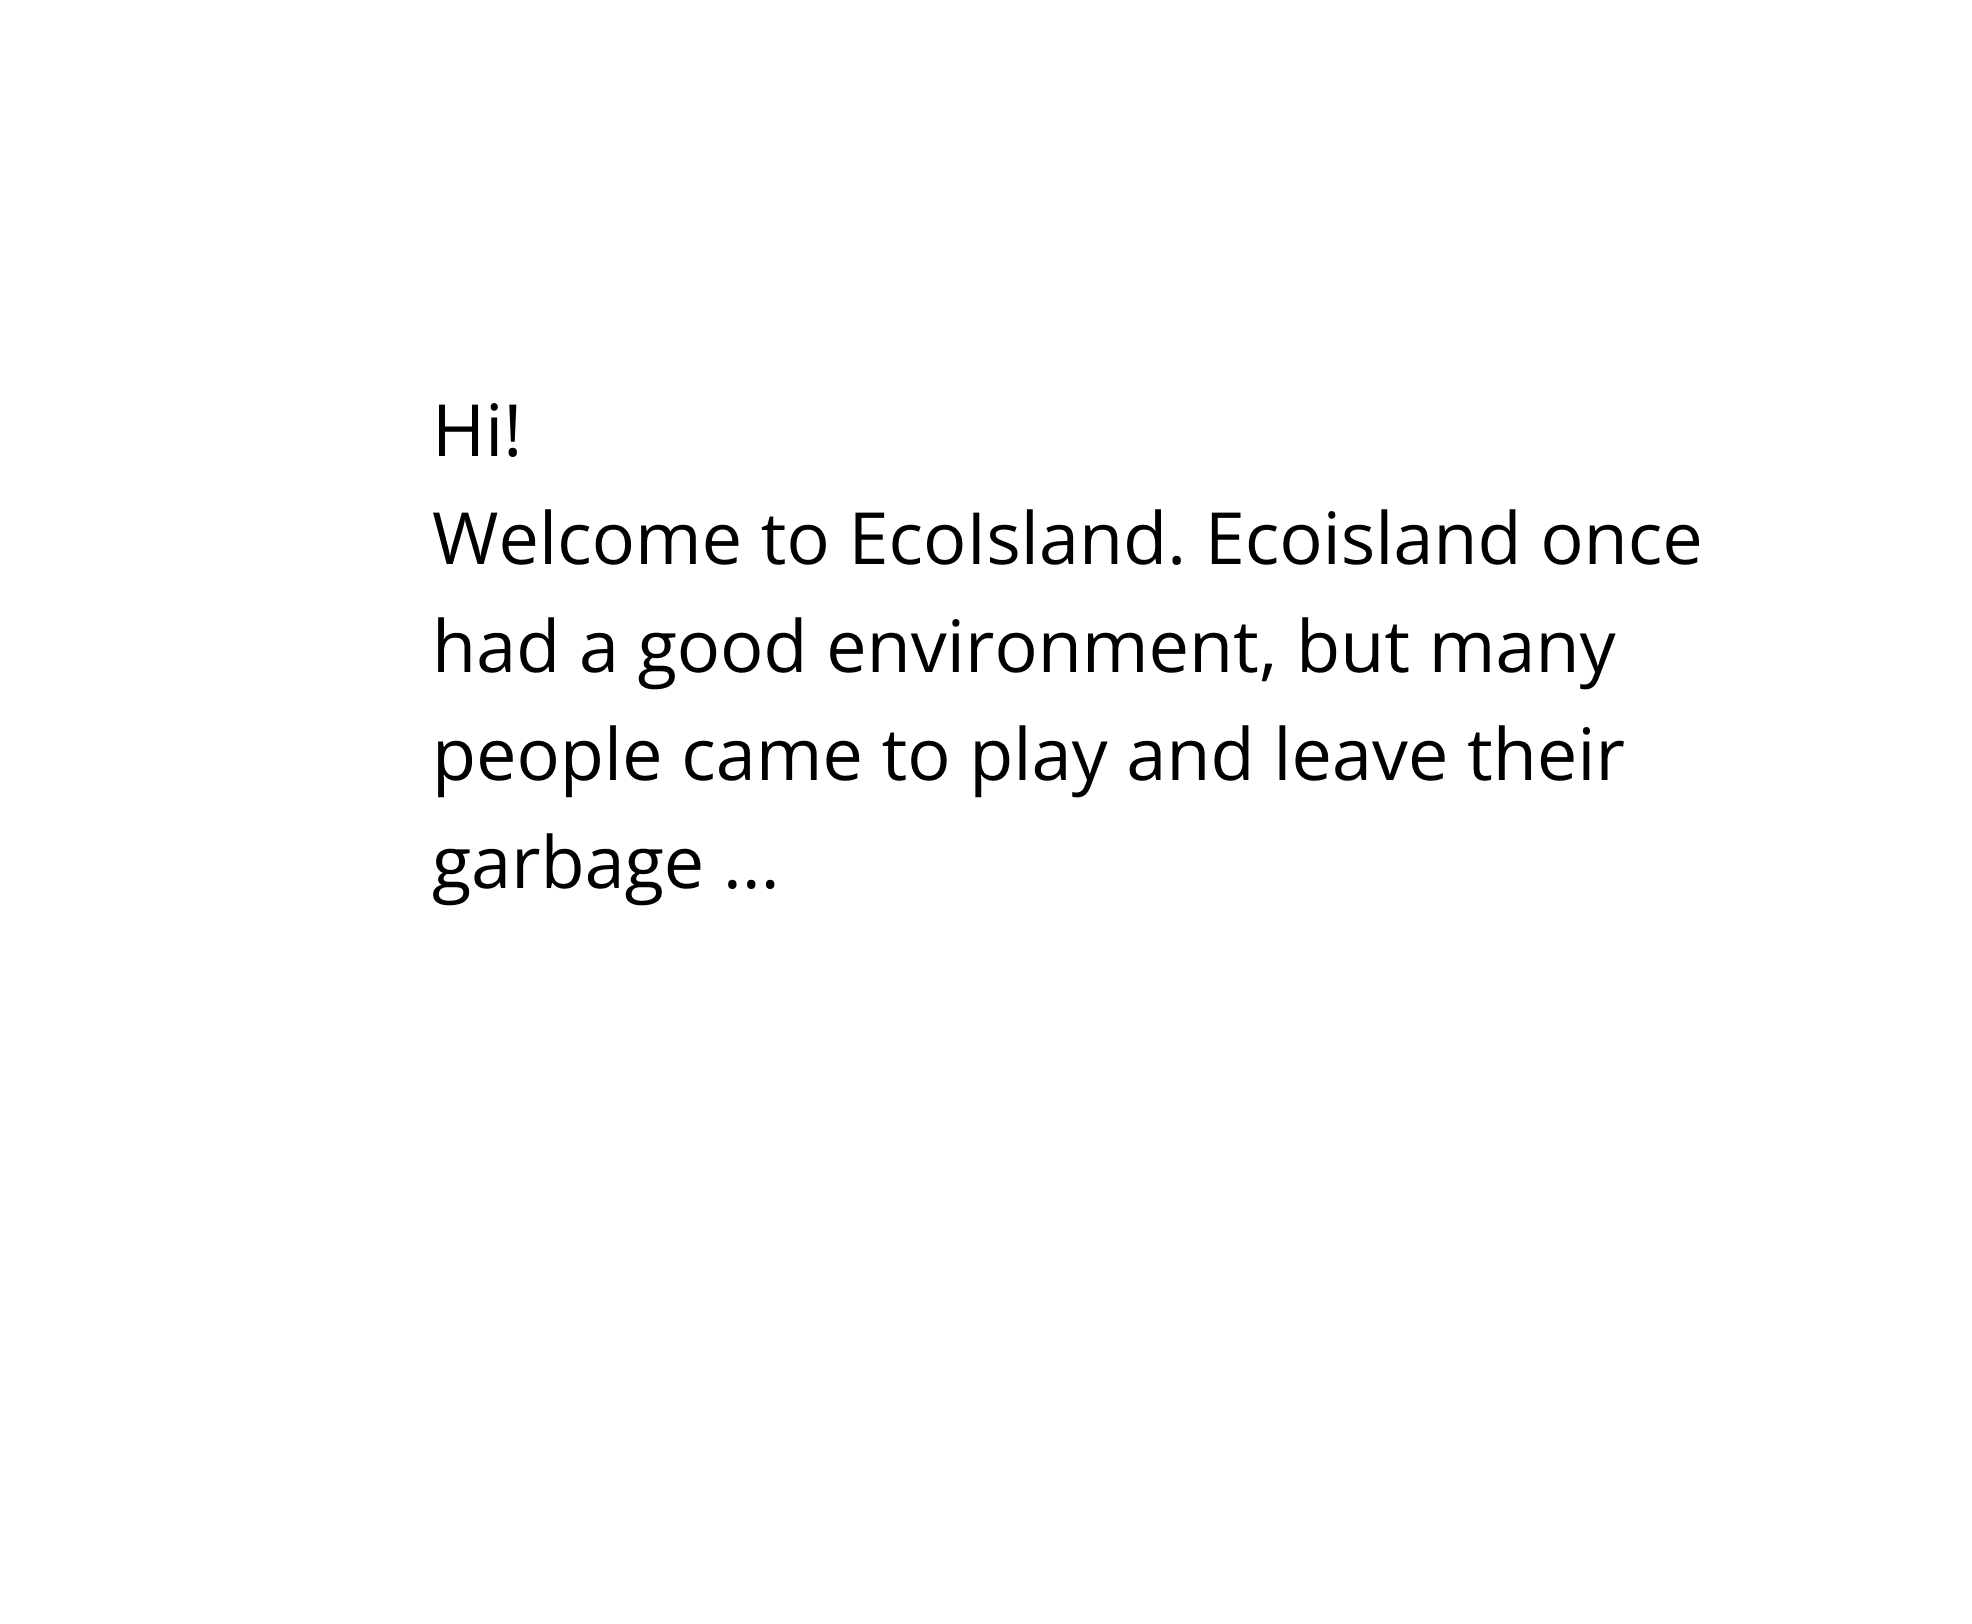 Hi!
Welcome to EcoIsland. Ecoisland once
had a good environment, but many
people came to play and leave their
garbage ...